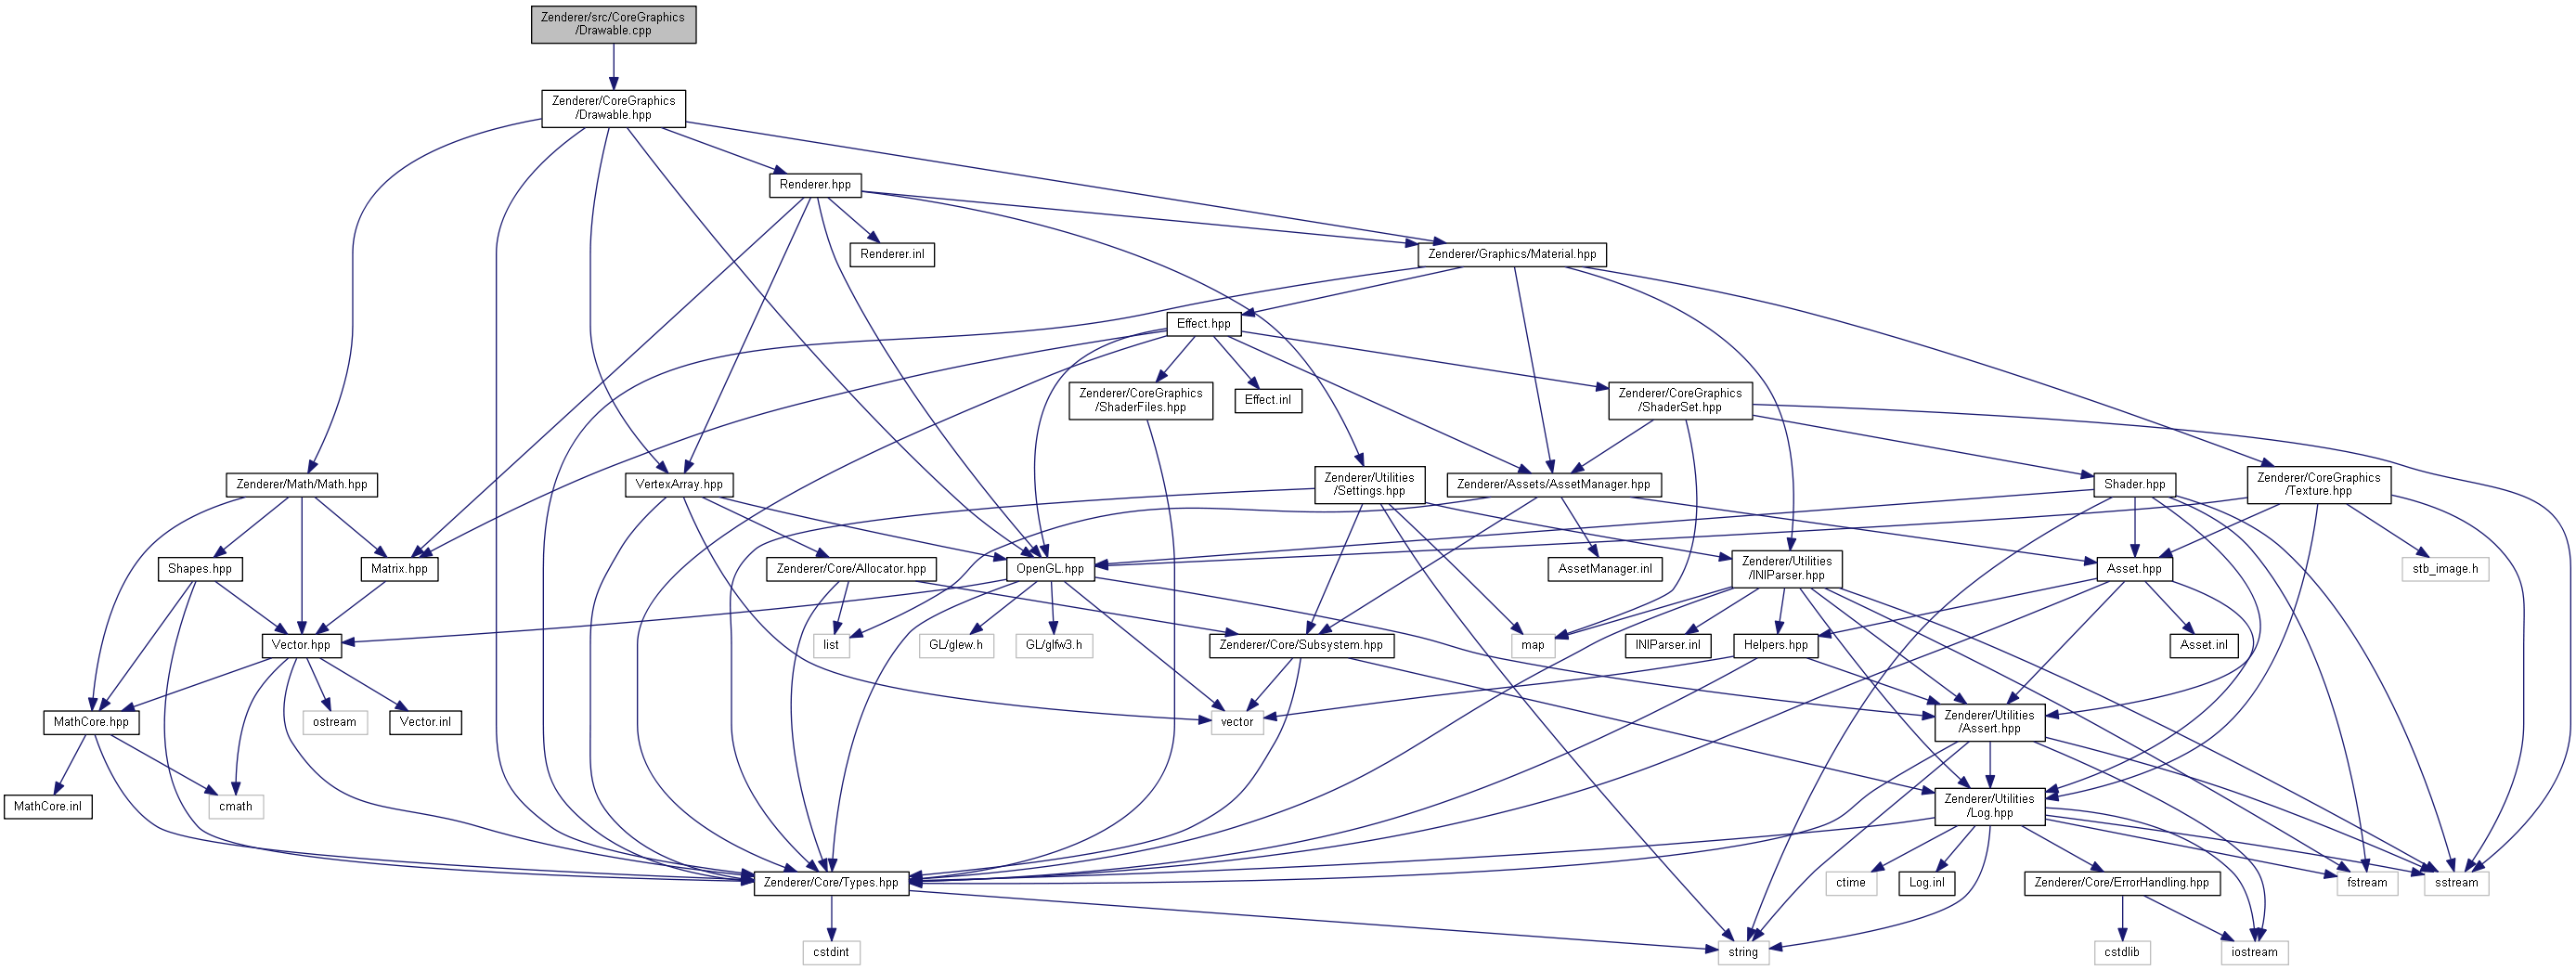 Zenderer/src/CoreGraphics
/Drawable.cpp
Zenderer/CoreGraphics
/Drawable.hpp
Renderer.hpp
Renderer.inl
Zenderer/Graphics/Material.hpp
Effect.hpp
Zenderer/CoreGraphics
/ShaderFiles.hpp
Effect.inl
Zenderer/CoreGraphics
/ShaderSet.hpp
Zenderer/Math/Math.hpp
VertexArray.hpp
Zenderer/Utilities
/Settings.hpp
Zenderer/Assets/AssetManager.hpp
Shader.hpp
Zenderer/CoreGraphics
/Texture.hpp
Shapes.hpp
Matrix.hpp
Zenderer/Core/Allocator.hpp
OpenGL.hpp
AssetManager.inl
Zenderer/Utilities
/INIParser.hpp
Asset.hpp
stb_image.h
Vector.hpp
list
GL/glew.h
GL/glfw3.h
Zenderer/Core/Subsystem.hpp
map
INIParser.inl
Helpers.hpp
Asset.inl
MathCore.hpp
ostream
Vector.inl
vector
Zenderer/Utilities
/Assert.hpp
MathCore.inl
cmath
Zenderer/Utilities
/Log.hpp
Zenderer/Core/Types.hpp
ctime
Log.inl
Zenderer/Core/ErrorHandling.hpp
fstream
sstream
cstdint
string
cstdlib
iostream